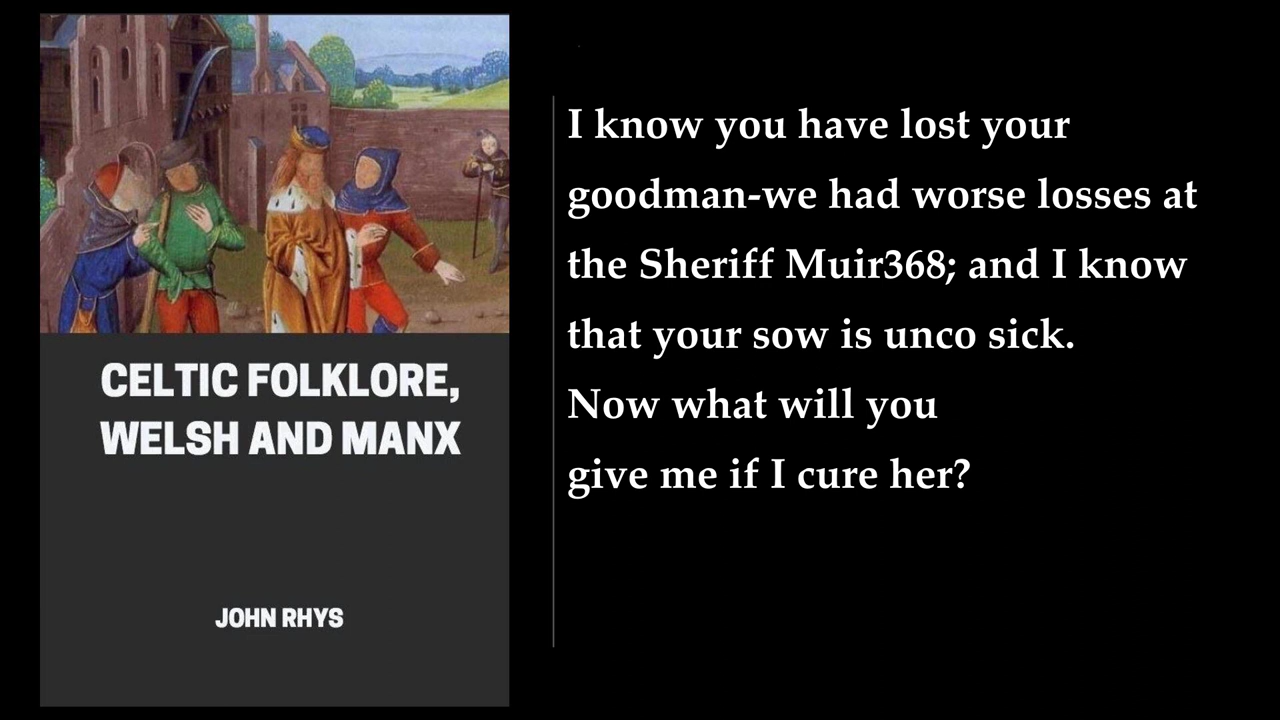 CELTIC FOLKLORE,
WELSH AND MANX
JOHN RHYS
I know you have lost your
goodman-we had worse losses at
the Sheriff Muir368; and I know
that your sow is unco sick.
Now what will you
give me if I cure her?